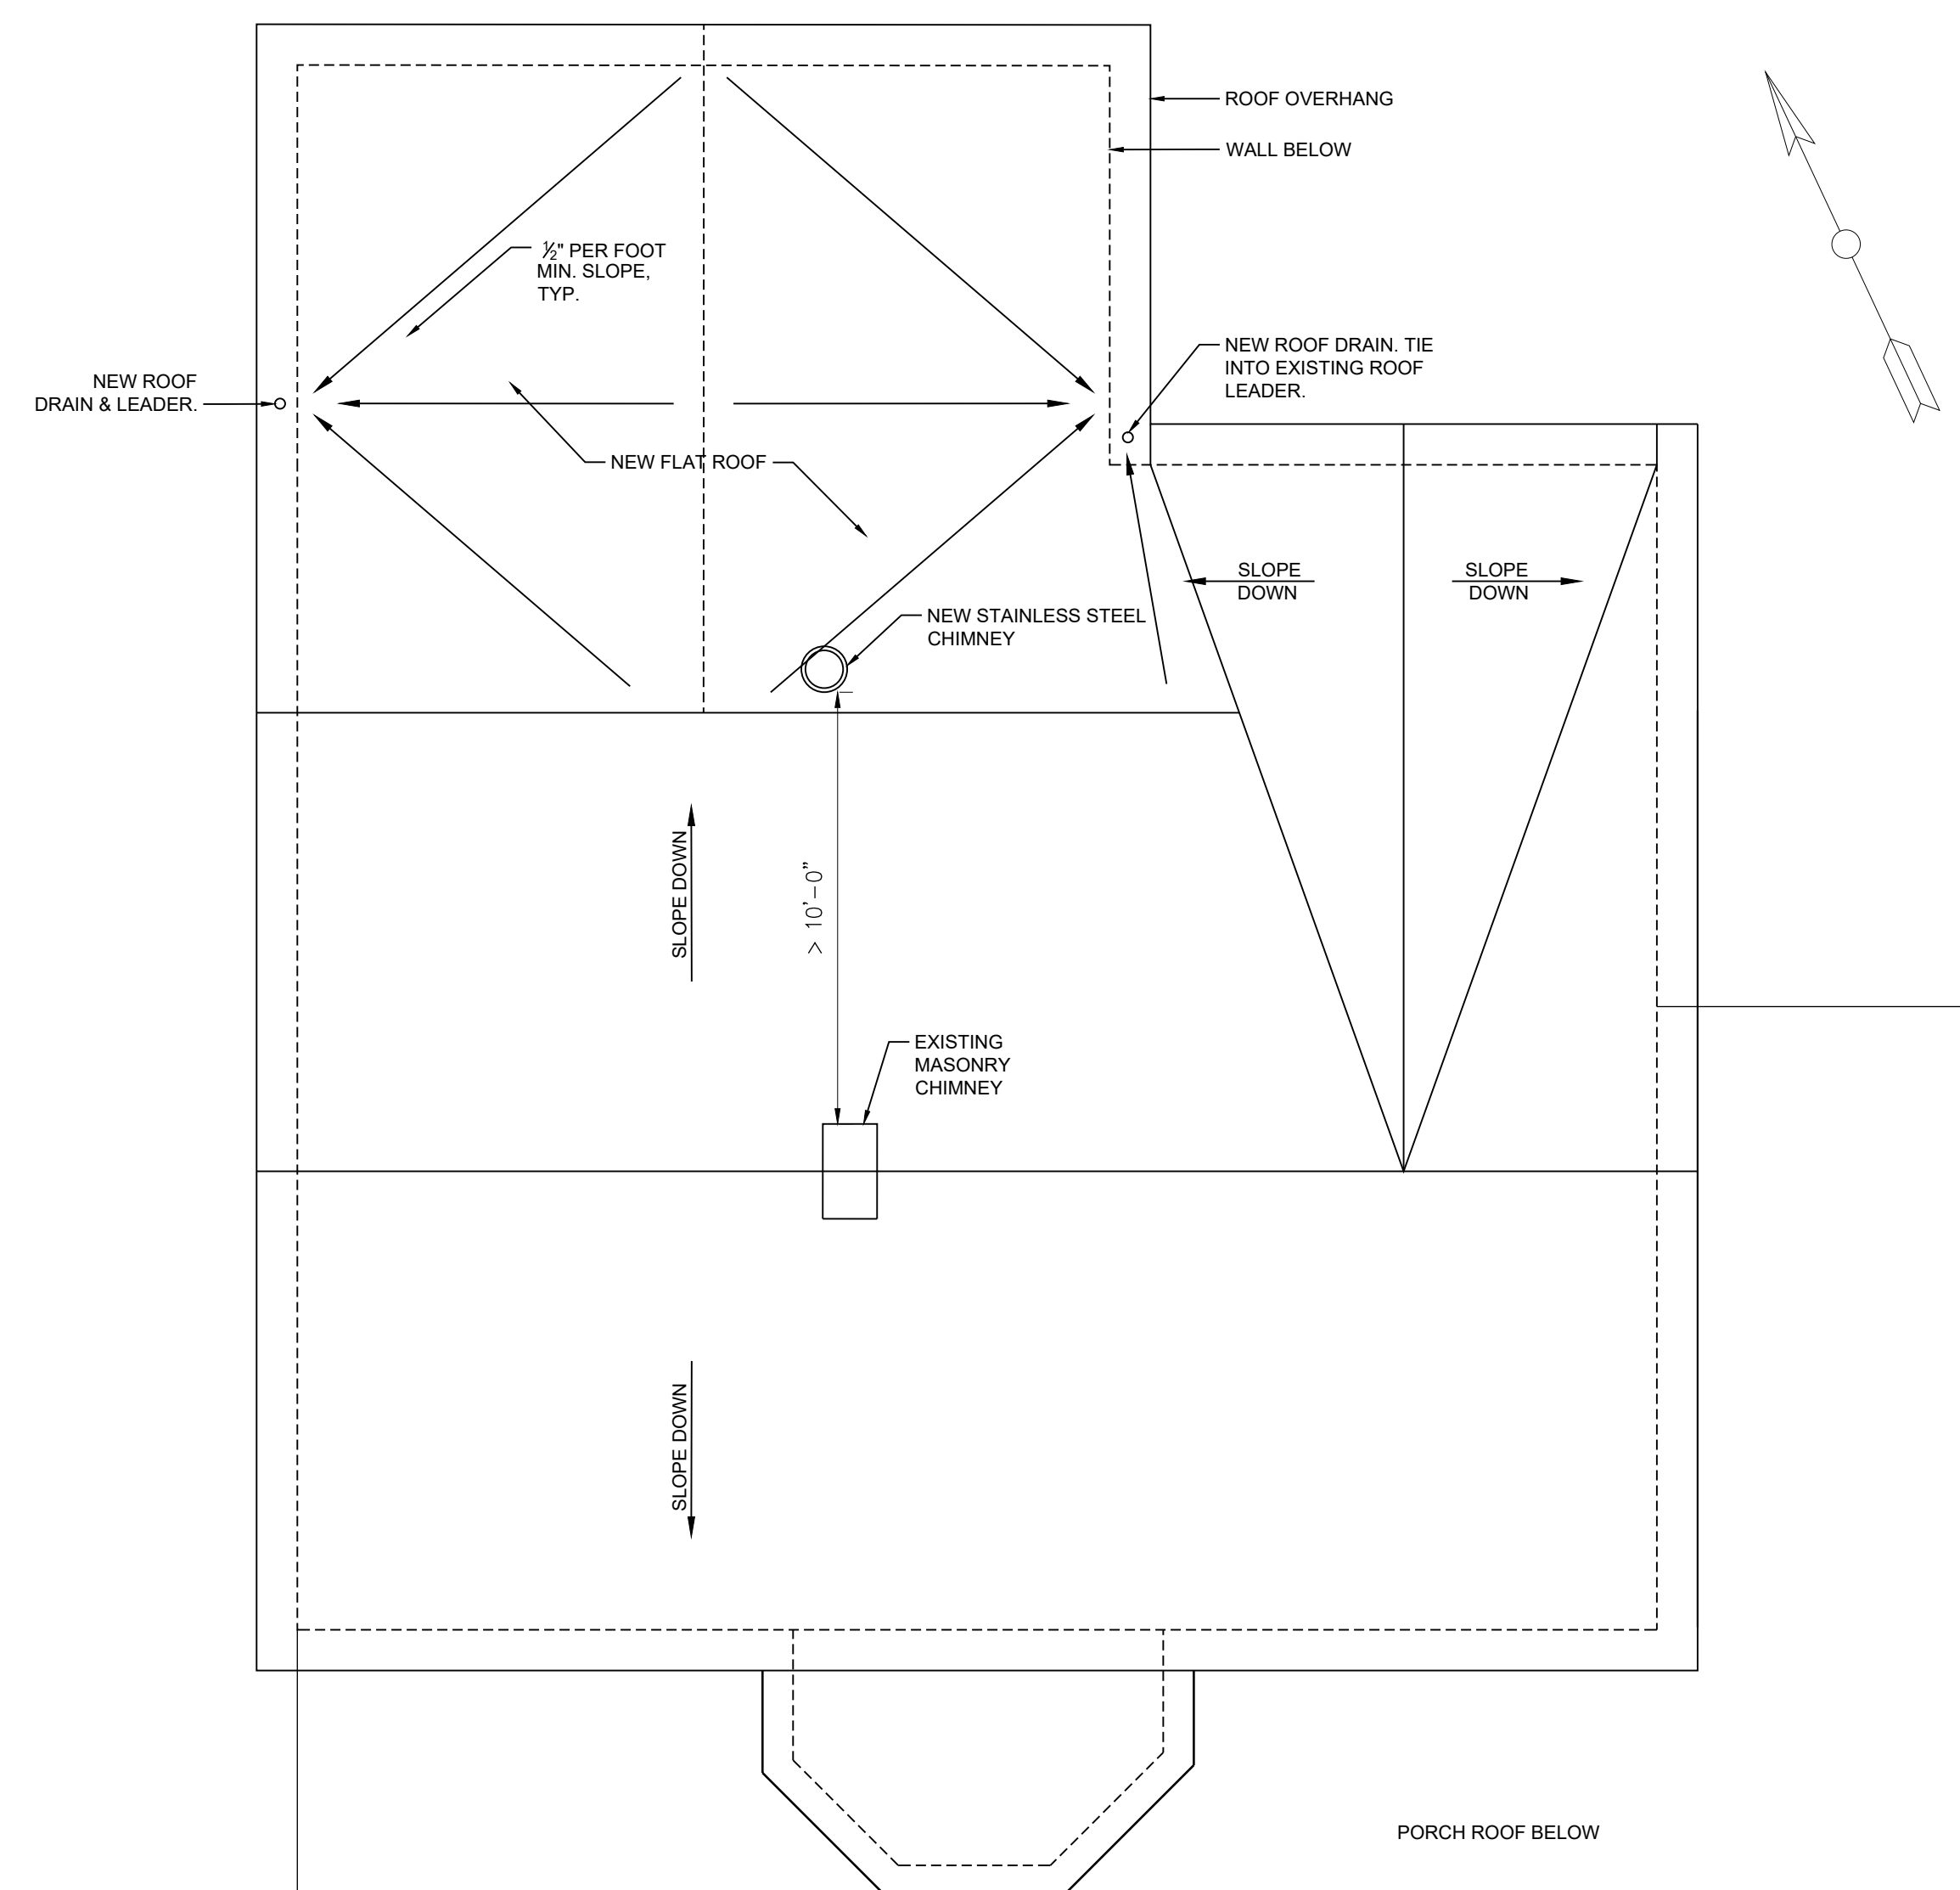 ROOF OVERHANG
WALL BELOW
½" PER FOOT
MIN. SLOPE,
TYP.
NEW ROOF
DRAIN & LEADER.
NEW ROOF DRAIN. TIE
INTO EXISTING ROOF
LEADER.
NEW FLAT ROOF
SLOPE
DOWN
SLOPE
DOWN
NEW STAINLESS STEEL
CHIMNEY
SLOPE DOWN
> 10'-0"
EXISTING
MASONRY
CHIMNEY
SLOPE DOWN
PORCH ROOF BELOW